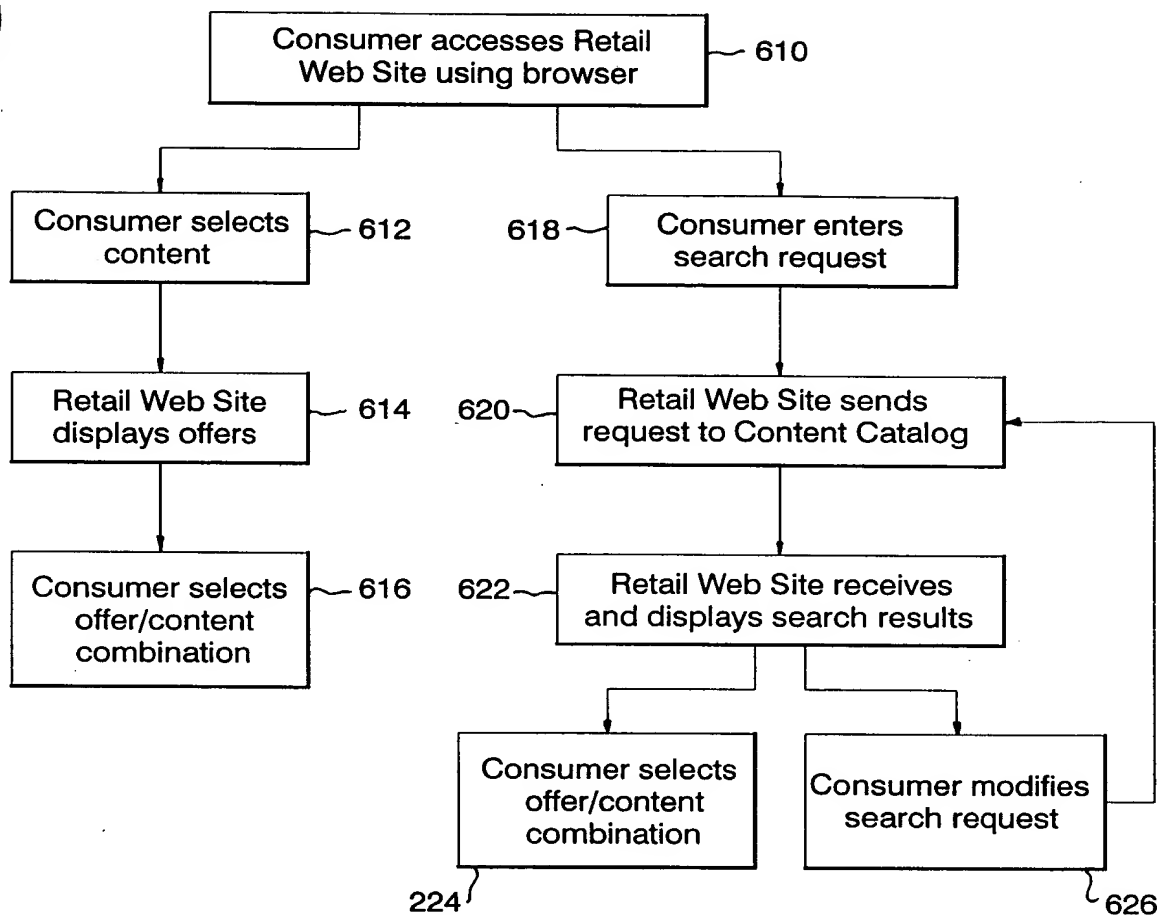 Consumer accesses Retail
Web Site using browser
610
Consumer selects
content
612
618
Consumer enters
search request
Retail Web Site
displays offers
614
620
Retail Web Site sends
request to Content Catalog
Consumer selects
offer/content
combination
616
622
Retail Web Site receives
and displays search results
Consumer selects
offer/content
combination
Consumer modifies
search request
224
626